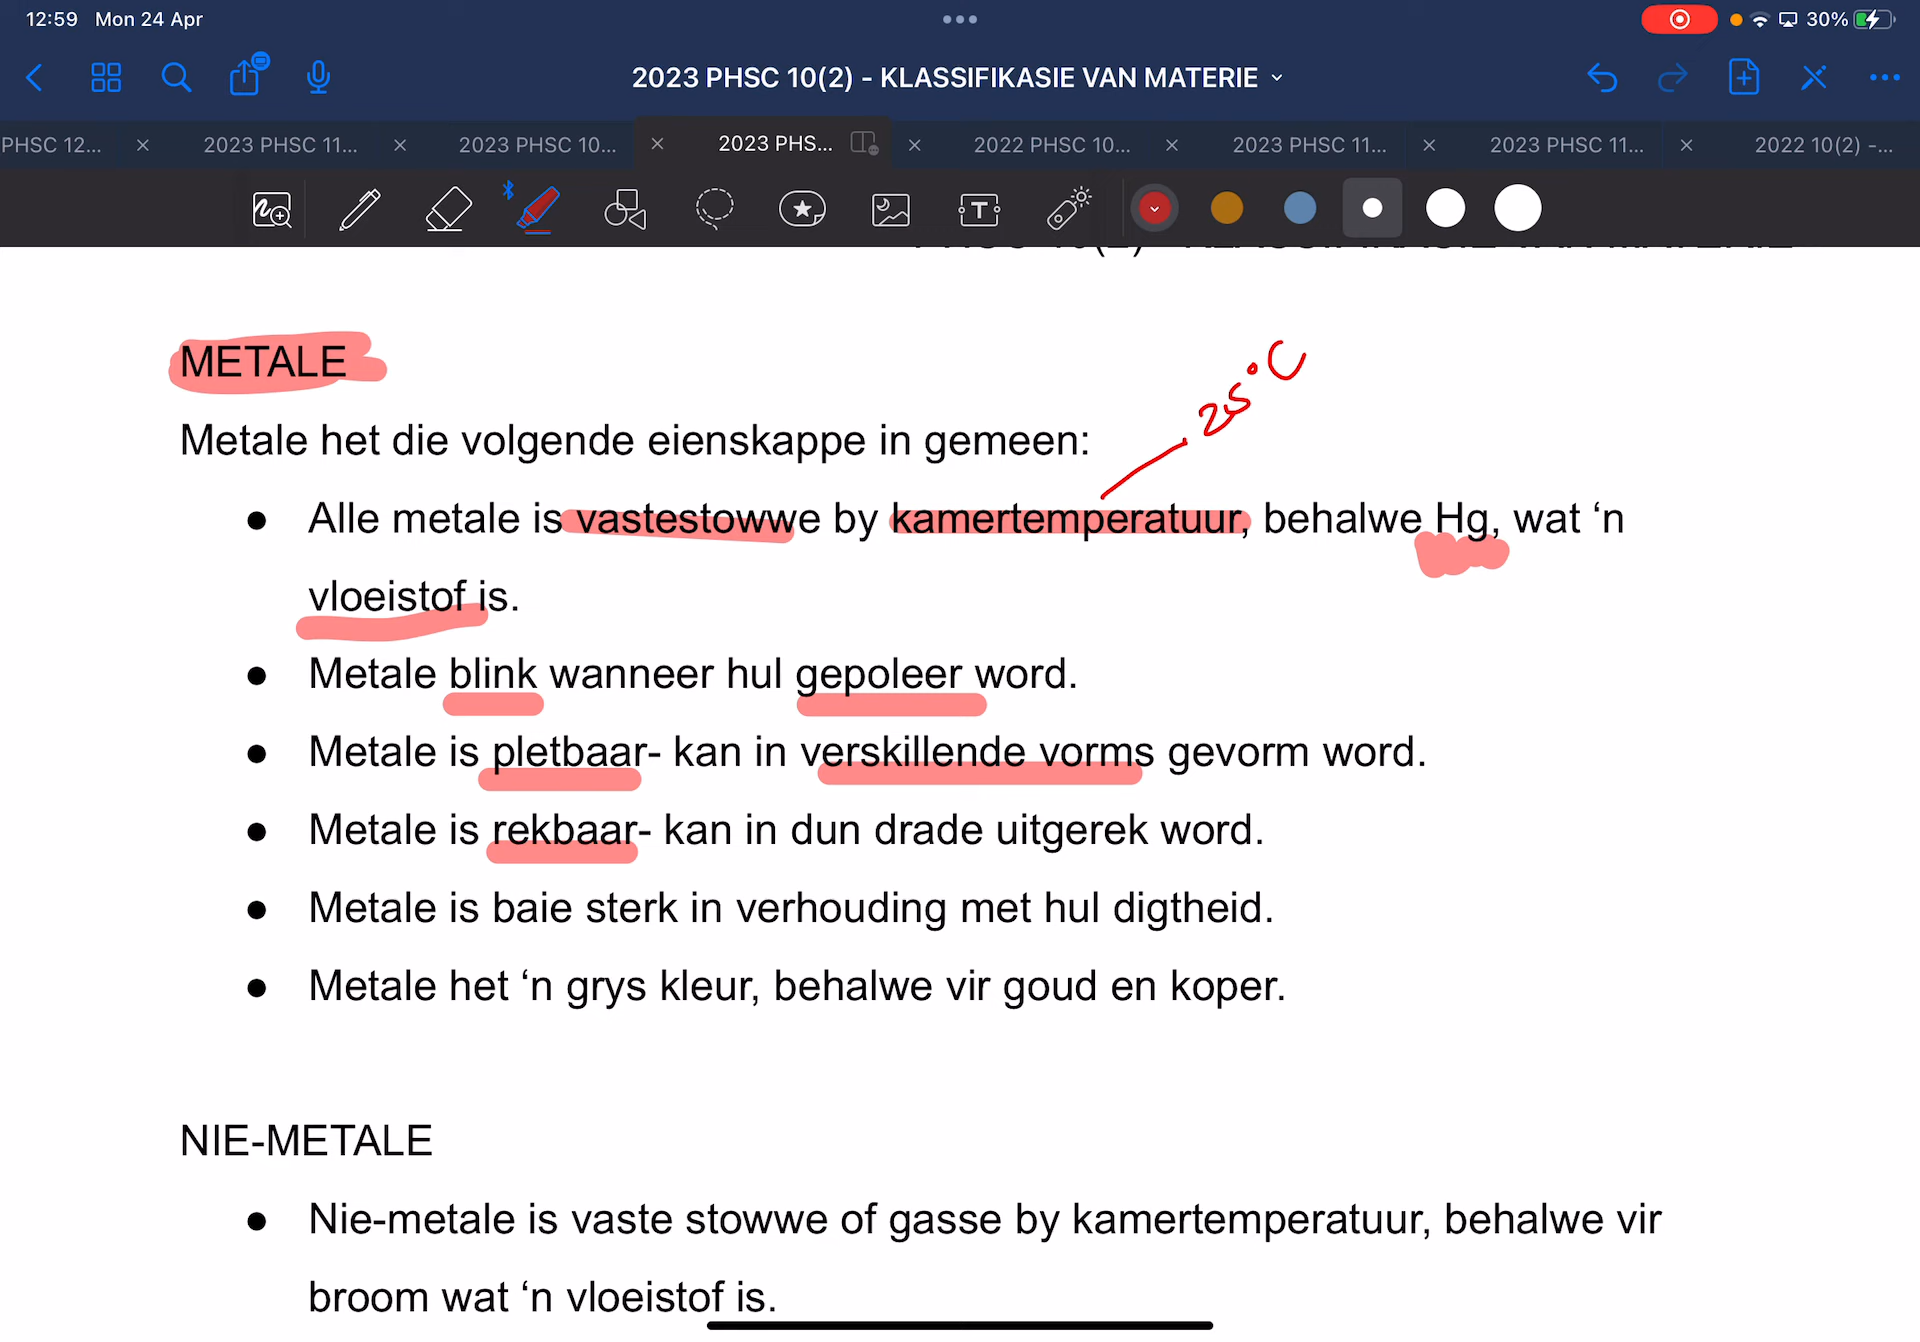 12:59 Mon 24 Apr
30%
2023 PHSC 10(2) - KLASSIFIKASIE VAN MATERIE
PHSC 12... 2023 PHSC 11... 2023 PHSC 10... 2023 PHS... 2022 PHSC 10... 2023 PHSC 11... 2023 PHSC 11... 2022 10(2) -...
METALE
25°C
Metale het die volgende eienskappe in gemeen:
● Alle metale is vastestowwe by kamertemperatuur, behalwe Hg, wat ‘n
vloeistof is.
● Metale blink wanneer hul gepoleer word.
● Metale is pletbaar- kan in verskillende vorms gevorm word.
● Metale is rekbaar- kan in dun drade uitgerek word.
● Metale is baie sterk in verhouding met hul digtheid.
● Metale het ‘n grys kleur, behalwe vir goud en koper.
NIE-METALE
● Nie-metale is vaste stowwe of gasse by kamertemperatuur, behalwe vir
broom wat ‘n vloeistof is.